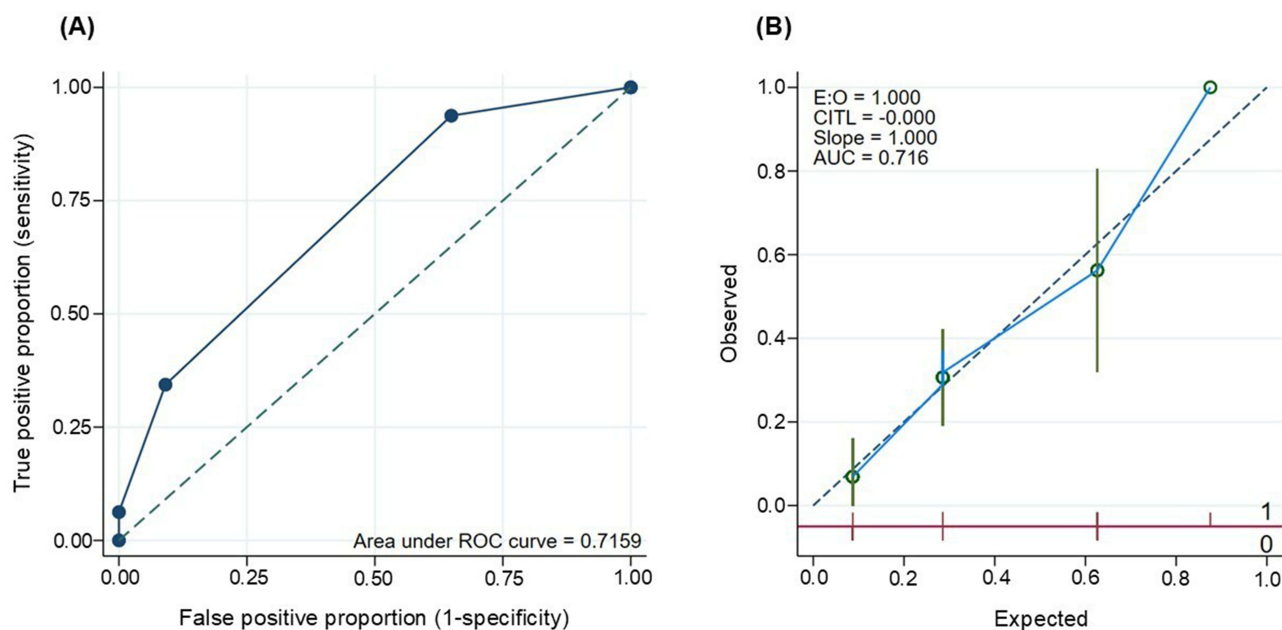 (A)
True positive proportion (sensitivity)
1.00
0.75
0.50
0.25
0.00
Area under ROC curve = 0.7159
0.00 0.25 0.50 0.75 1.00
False positive proportion (1-specificity)
(B)
E:O = 1.000
CITL = -0.000
Slope = 1.000
AUC = 0.716
Observed
1.0
0.8
0.6
0.4
0.2
0.0
1
0
0.0 0.2 0.4 0.6 0.8 1.0
Expected